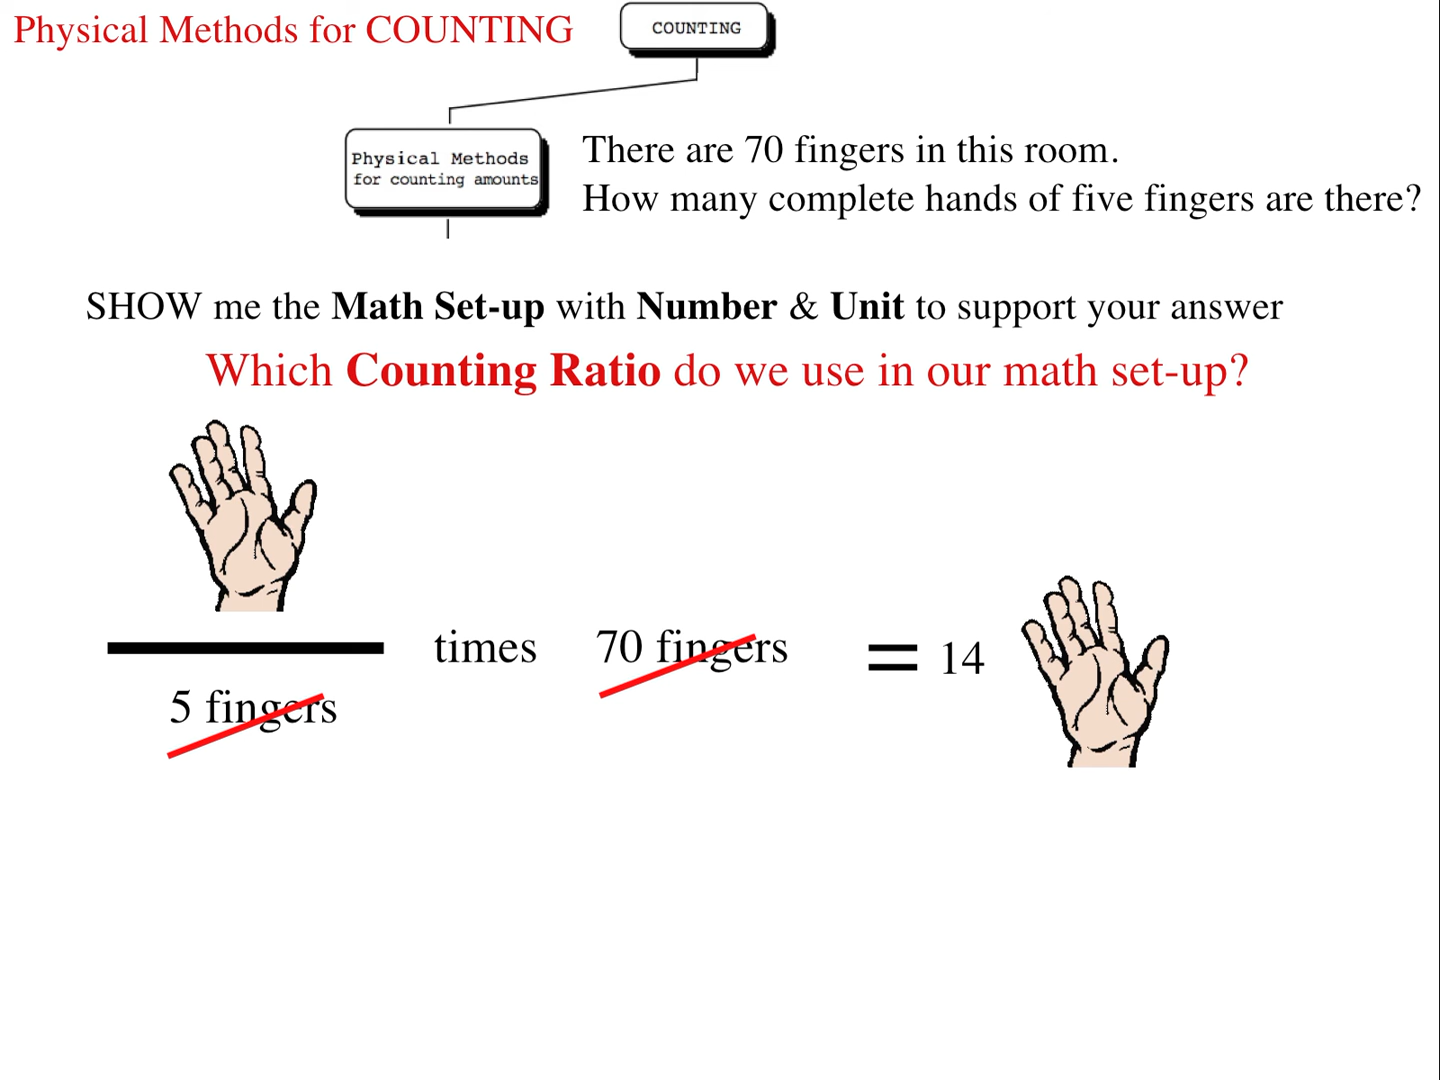 Physical Methods for COUNTING
COUNTING
Physical Methods
for counting amounts
There are 70 fingers in this room.
How many complete hands of five fingers are there?
SHOW me the Math Set-up with Number & Unit to support your answer
Which Counting Ratio do we use in our math set-up?
times 70 fingers = 14
5 fingers